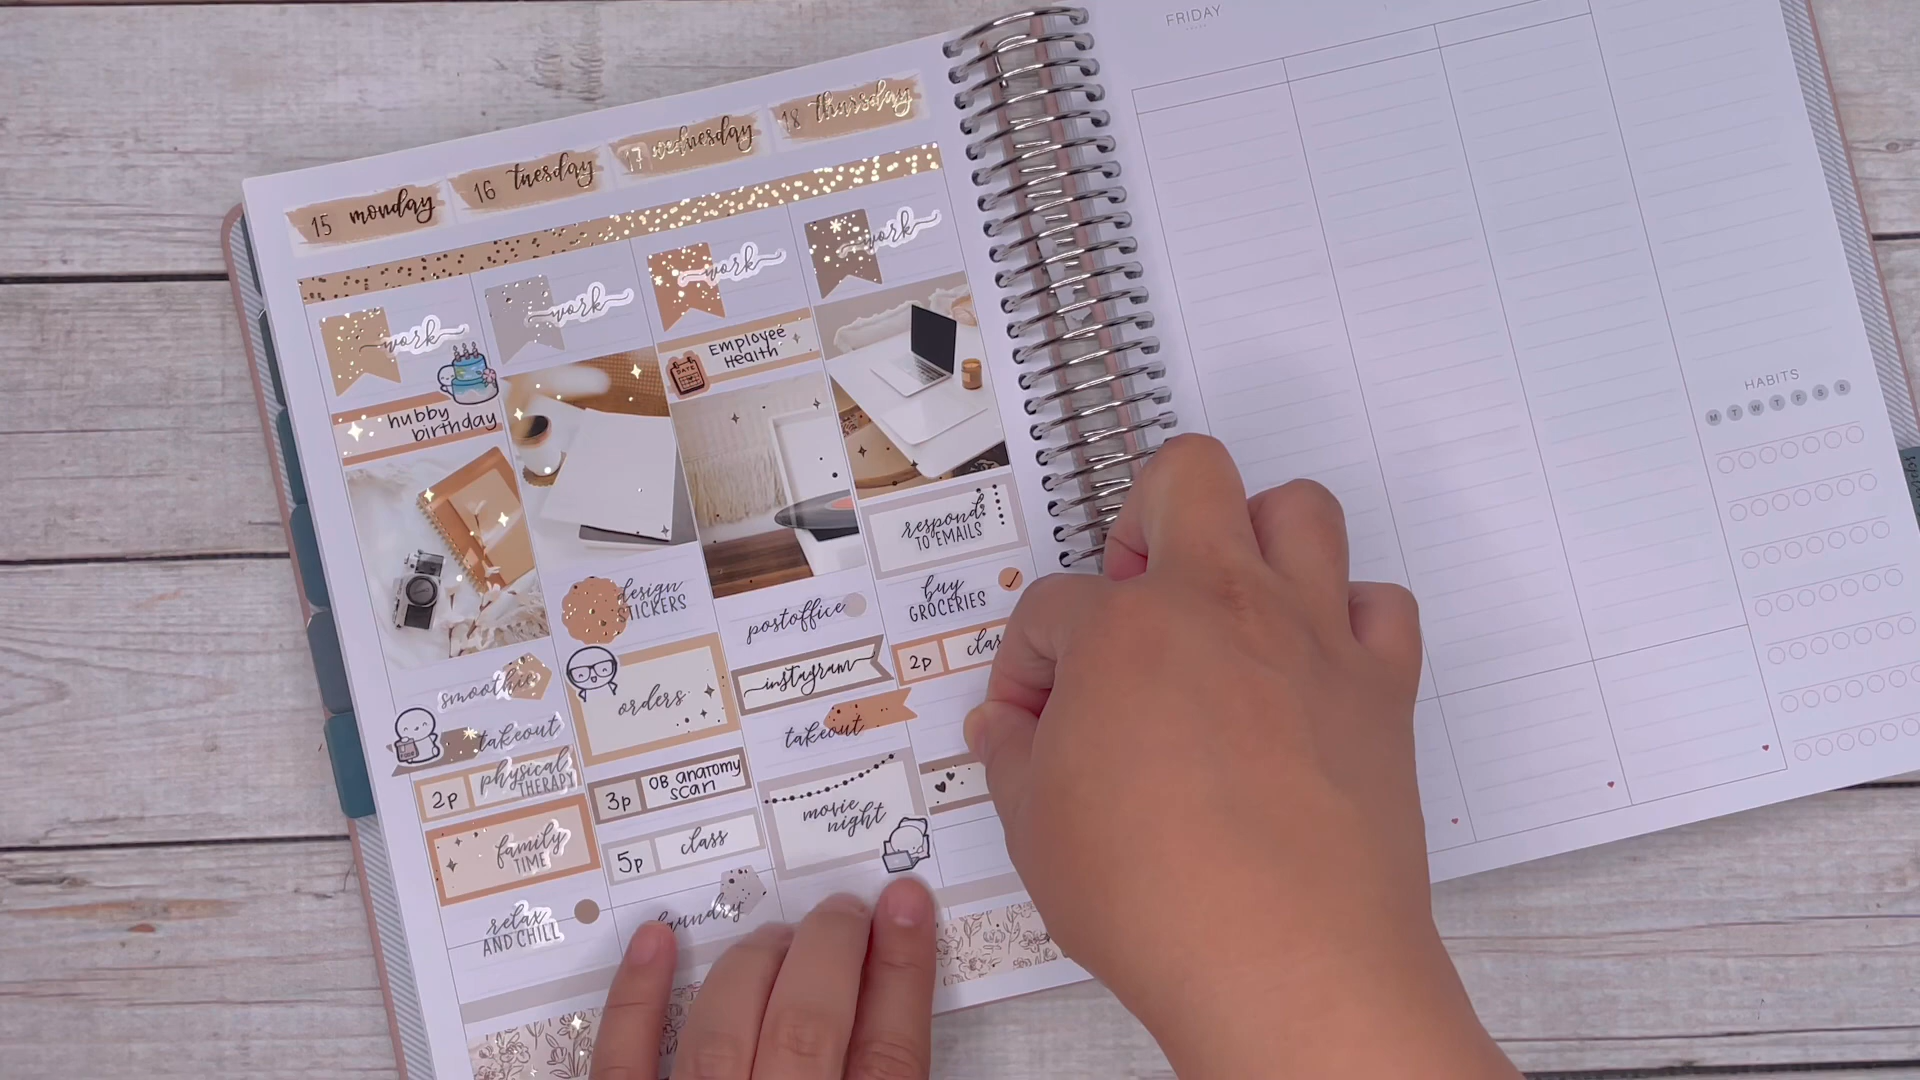 FRIDAY
15 monday
16 tuesday
17 wednesday
18 thursday
work
work
work
work
hubby
birthday
Employee
Health
DATE
respond
TO EMAILS
design
STICKERS
postoffice
buy
GROCERIES
smoothie
orders
instagram
2p
takeout
takeout
2p
physical
THERAPY
3p
OB anatomy
scan
movie
night
family
TIME
5p
class
relax
AND CHILL
HABITS
M T W T F S S